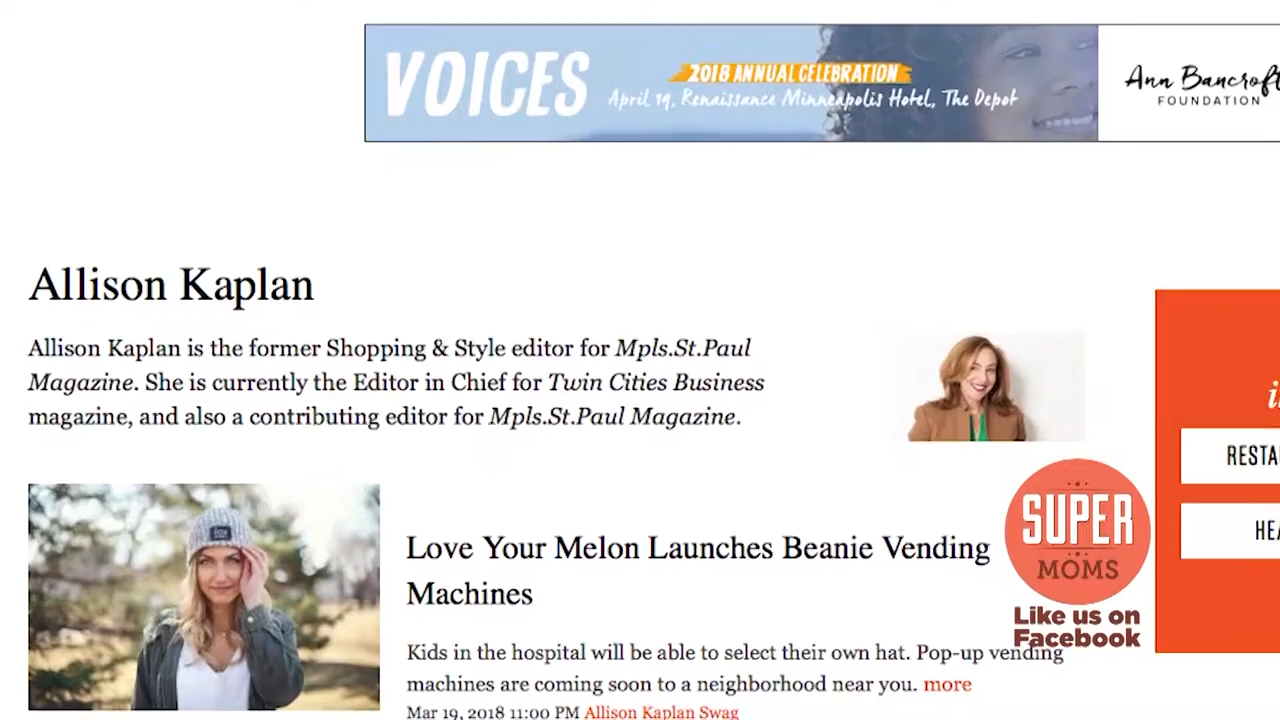 VOICES
2018 ANNUAL CELEBRATION
April 19, Renaissance Minneapolis Hotel, The Depot
Ann Bancroft
FOUNDATION
Allison Kaplan
Allison Kaplan is the former Shopping & Style editor for Mpls.St.Paul
Magazine. She is currently the Editor in Chief for Twin Cities Business
magazine, and also a contributing editor for Mpls.St.Paul Magazine.
RESTA
HEA
Love Your Melon Launches Beanie Vending
Machines
Kids in the hospital will be able to select their own hat. Pop-up vending
machines are coming soon to a neighborhood near you. more
Mar 19, 2018 11:00 PM Allison Kaplan Swag
SUPER
MOMS
Like us on
Facebook